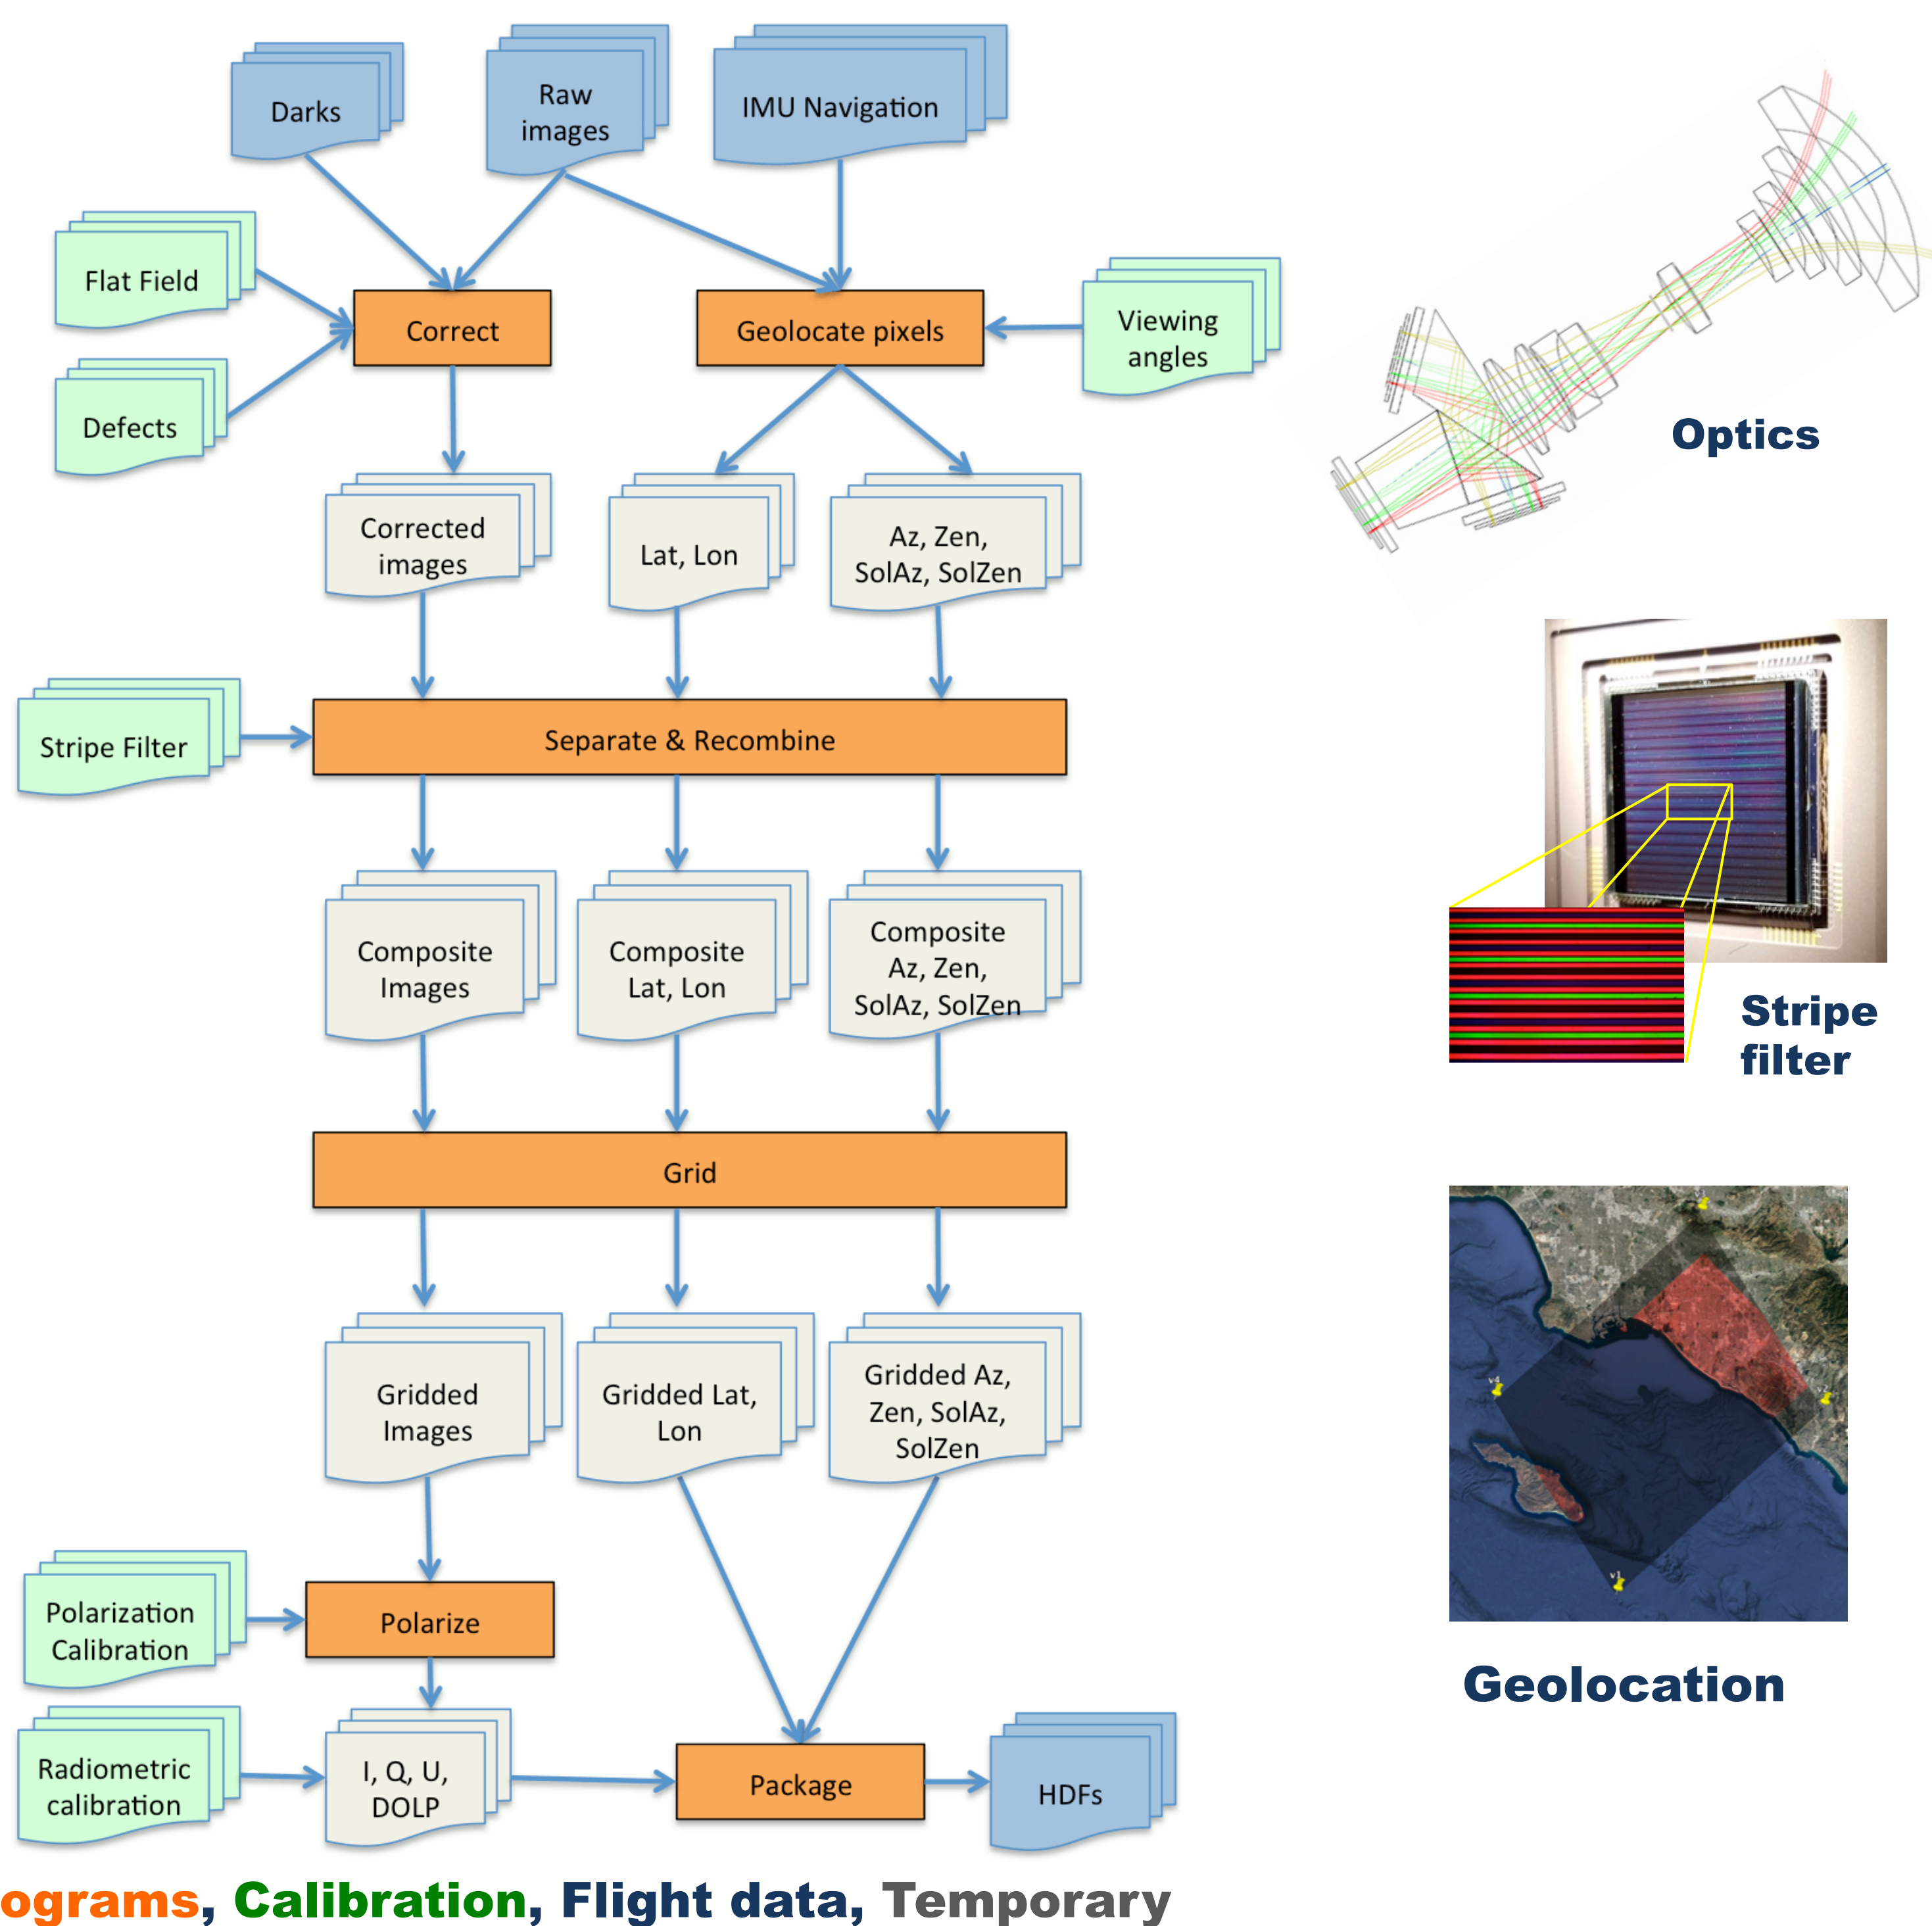 Darks
Raw
images
IMU Navigation
Flat Field
Correct
Geolocate pixels
Viewing
angles
Defects
Optics
Corrected
images
Lat, Lon
Az, Zen,
SolAz, SolZen
Stripe Filter
Separate & Recombine
Composite
Images
Composite
Lat, Lon
Composite
Az, Zen,
SolAz, SolZen
Stripe
filter
Grid
Gridded
Images
Gridded Lat,
Lon
Gridded Az,
Zen, SolAz,
SolZen
v4
v1
Polarization
Calibration
Polarize
Geolocation
Radiometric
calibration
I, Q, U,
DOLP
Package
HDFs
ograms, Calibration, Flight data, Temporary